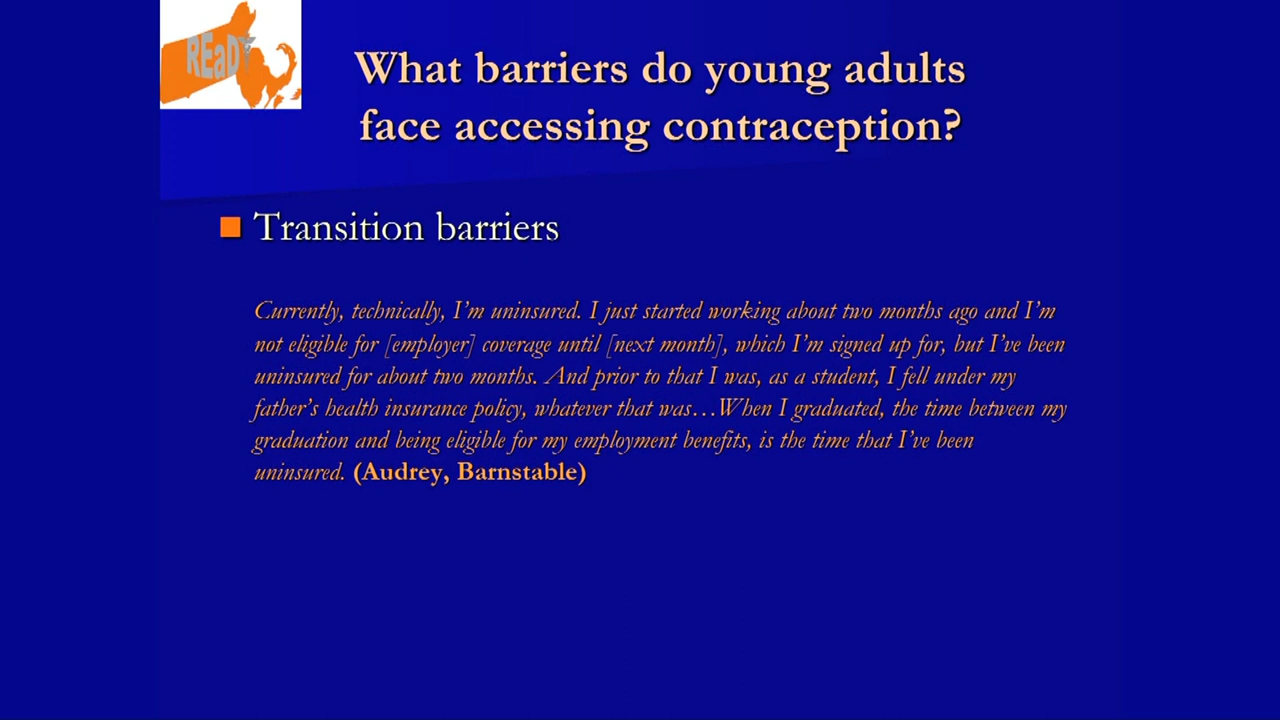 REaDY
What barriers do young adults
face accessing contraception?
Transition barriers
Currently, technically, I’m uninsured. I just started working about two months ago and I’m
not eligible for [employer] coverage until [next month], which I’m signed up for, but I’ve been
uninsured for about two months. And prior to that I was, as a student, I fell under my
father’s health insurance policy, whatever that was…When I graduated, the time between my
graduation and being eligible for my employment benefits, is the time that I’ve been
uninsured. (Audrey, Barnstable)